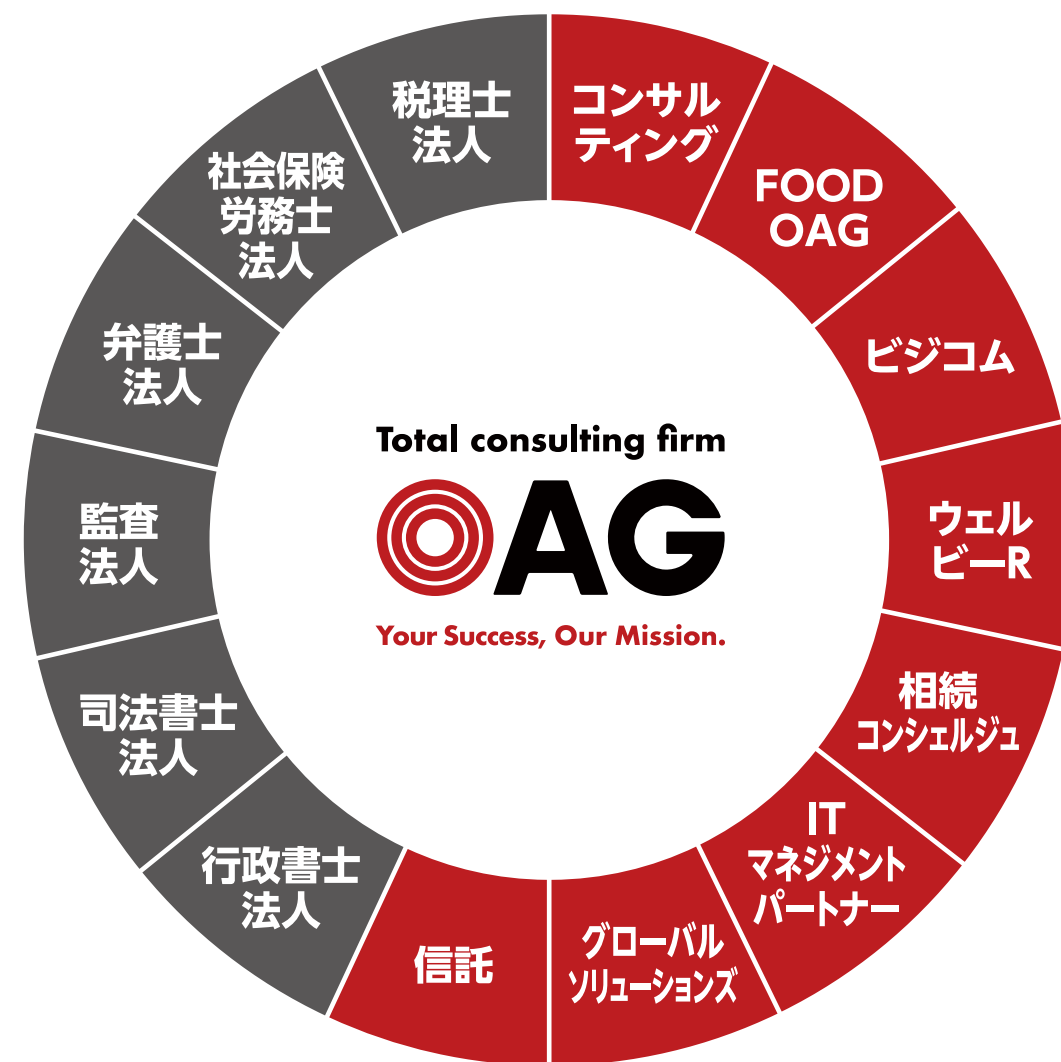 コンサル
ティング
FOOD
OAG
ビジコム
ウェル
ビーR
相続
コンシェルジュ
IT
マネジメント
パートナー
グローバル
ソリューションズ
信託
行政書士
法人
司法書士
法人
監査
法人
弁護士
法人
社会保険
労務士
法人
税理士
法人
Total consulting firm
OAG
Your Success, Our Mission.